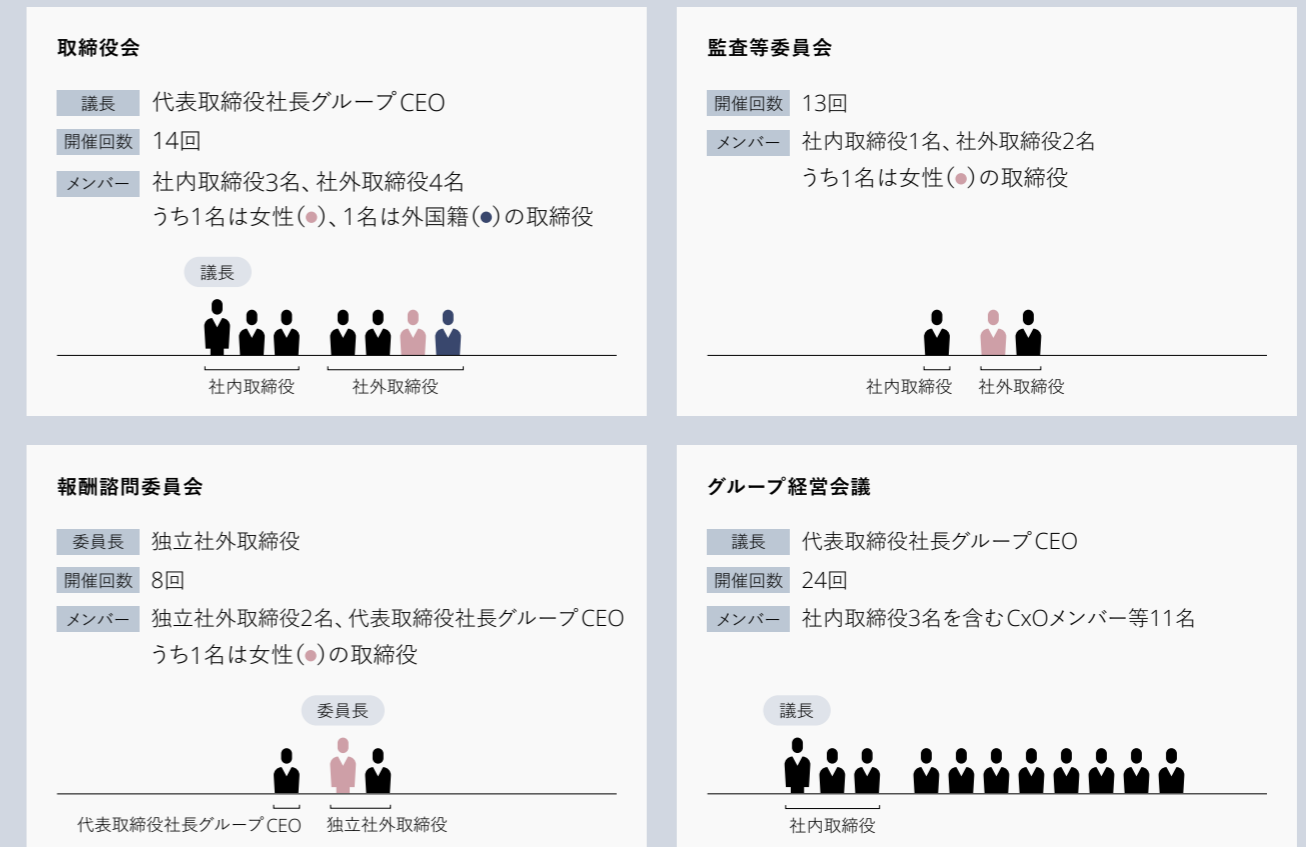 取締役会
議長 代表取締役社長グループCEO
開催回数 14回
メンバー 社内取締役3名、社外取締役4名
うち1名は女性(●)、1名は外国籍(●)の取締役
議長
社内取締役 社外取締役
監査等委員会
開催回数 13回
メンバー 社内取締役1名、社外取締役2名
うち1名は女性(●)の取締役
社内取締役 社外取締役
報酬諮問委員会
委員長 独立社外取締役
開催回数 8回
メンバー 独立社外取締役2名、代表取締役社長グループCEO
うち1名は女性(●)の取締役
委員長
代表取締役社長グループCEO 独立社外取締役
グループ経営会議
議長 代表取締役社長グループCEO
開催回数 24回
メンバー 社内取締役3名を含むCxOメンバー等11名
議長
社内取締役